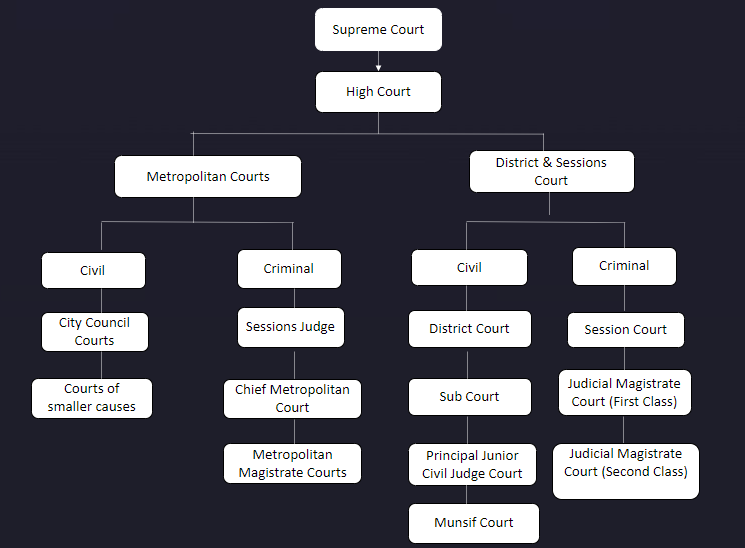 Supreme Court
High Court
Metropolitan Courts
District & Sessions
Court
Civil
Criminal
Civil
Criminal
City Council
Courts
Sessions Judge
District Court
Session Court
Courts of
smaller causes
Chief Metropolitan
Court
Sub Court
Judicial Magistrate
Court (First Class)
Metropolitan
Magistrate Courts
Principal Junior
Civil Judge Court
Judicial Magistrate
Court (Second Class)
Munsif Court